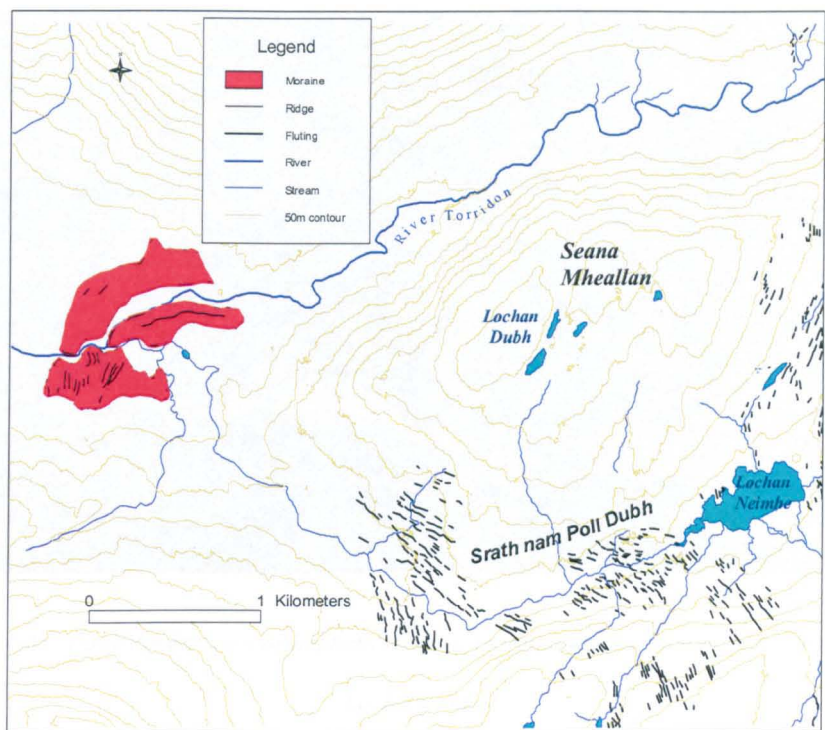 Legend
Moraine
Ridge
Fluting
River
Stream
50m contour
River Torridon
Seana
Mheallan
Lochan
Dubh
Lochan
Neimhe
Srath nam Poll Dubh
0 1 Kilometers